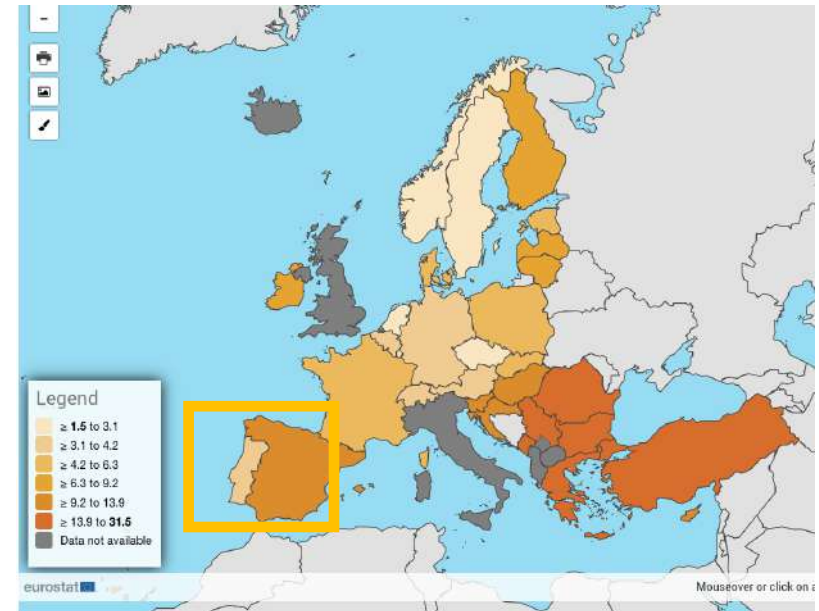 Legend
≥ 1.5 to 3.1
≥ 3.1 to 4.2
≥ 4.2 to 6.3
≥ 6.3 to 9.2
≥ 9.2 to 13.9
≥ 13.9 to 31.5
Data not available
eurostat
Mouseover or click on a